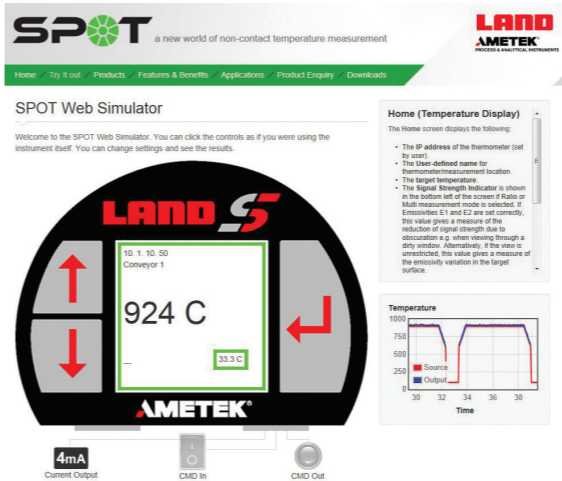 SPOT
a new world of non-contact temperature measurement
LAND
AMETEK®
PROCESS & ANALYTICAL INSTRUMENTS
Home / Try it out / Products / Features & Benefits / Applications / Product Enquiry / Downloads
SPOT Web Simulator
Welcome to the SPOT Web Simulator. You can click the controls as if you were using the
instrument itself. You can change settings and see the results.
LAND S
10. 1. 10. 50
Conveyor 1
924 C
33.3 C
AMETEK®
4mA
Current Output
I
O
CMD In
CMD Out
Home (Temperature Display)
The Home screen displays the following:
• The IP address of the thermometer (set
by user).
• The User-defined name for
thermometer/measurement location.
• The target temperature.
• The Signal Strength Indicator is shown
in the bottom left of the screen if Ratio or
Multi measurement mode is selected. If
Emissivities E1 and E2 are set correctly,
this value gives a measure of the
reduction of signal strength due to
obscuration e.g. when viewing through a
dirty window. Alternatively, if the view is
unrestricted, this value gives a measure of
the emissivity variation in the target
surface.
Temperature
1000
750
500
250
0
Source
Output
30 32 34 36 38
Time